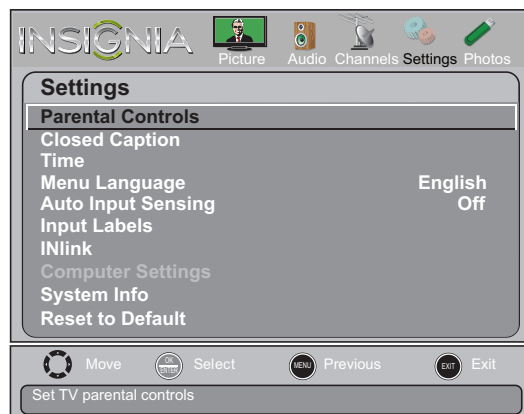 INSIGNIA
Picture Audio Channels Settings Photos
Settings
Parental Controls
Closed Caption
Time
Menu Language English
Auto Input Sensing Off
Input Labels
INlink
Computer Settings
System Info
Reset to Default
Move OK ENTER Select MENU Previous EXIT Exit
Set TV parental controls